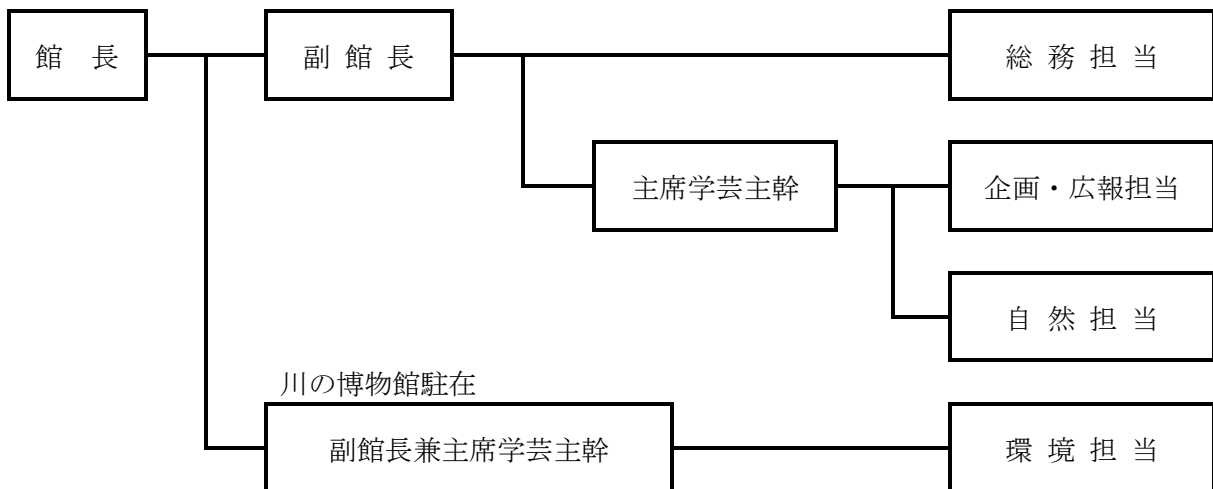 館　長
副 館 長
総 務 担 当
主席学芸主幹
企画・広報担当
自 然 担 当
川の博物館駐在
副館長兼主席学芸主幹
環 境 担 当